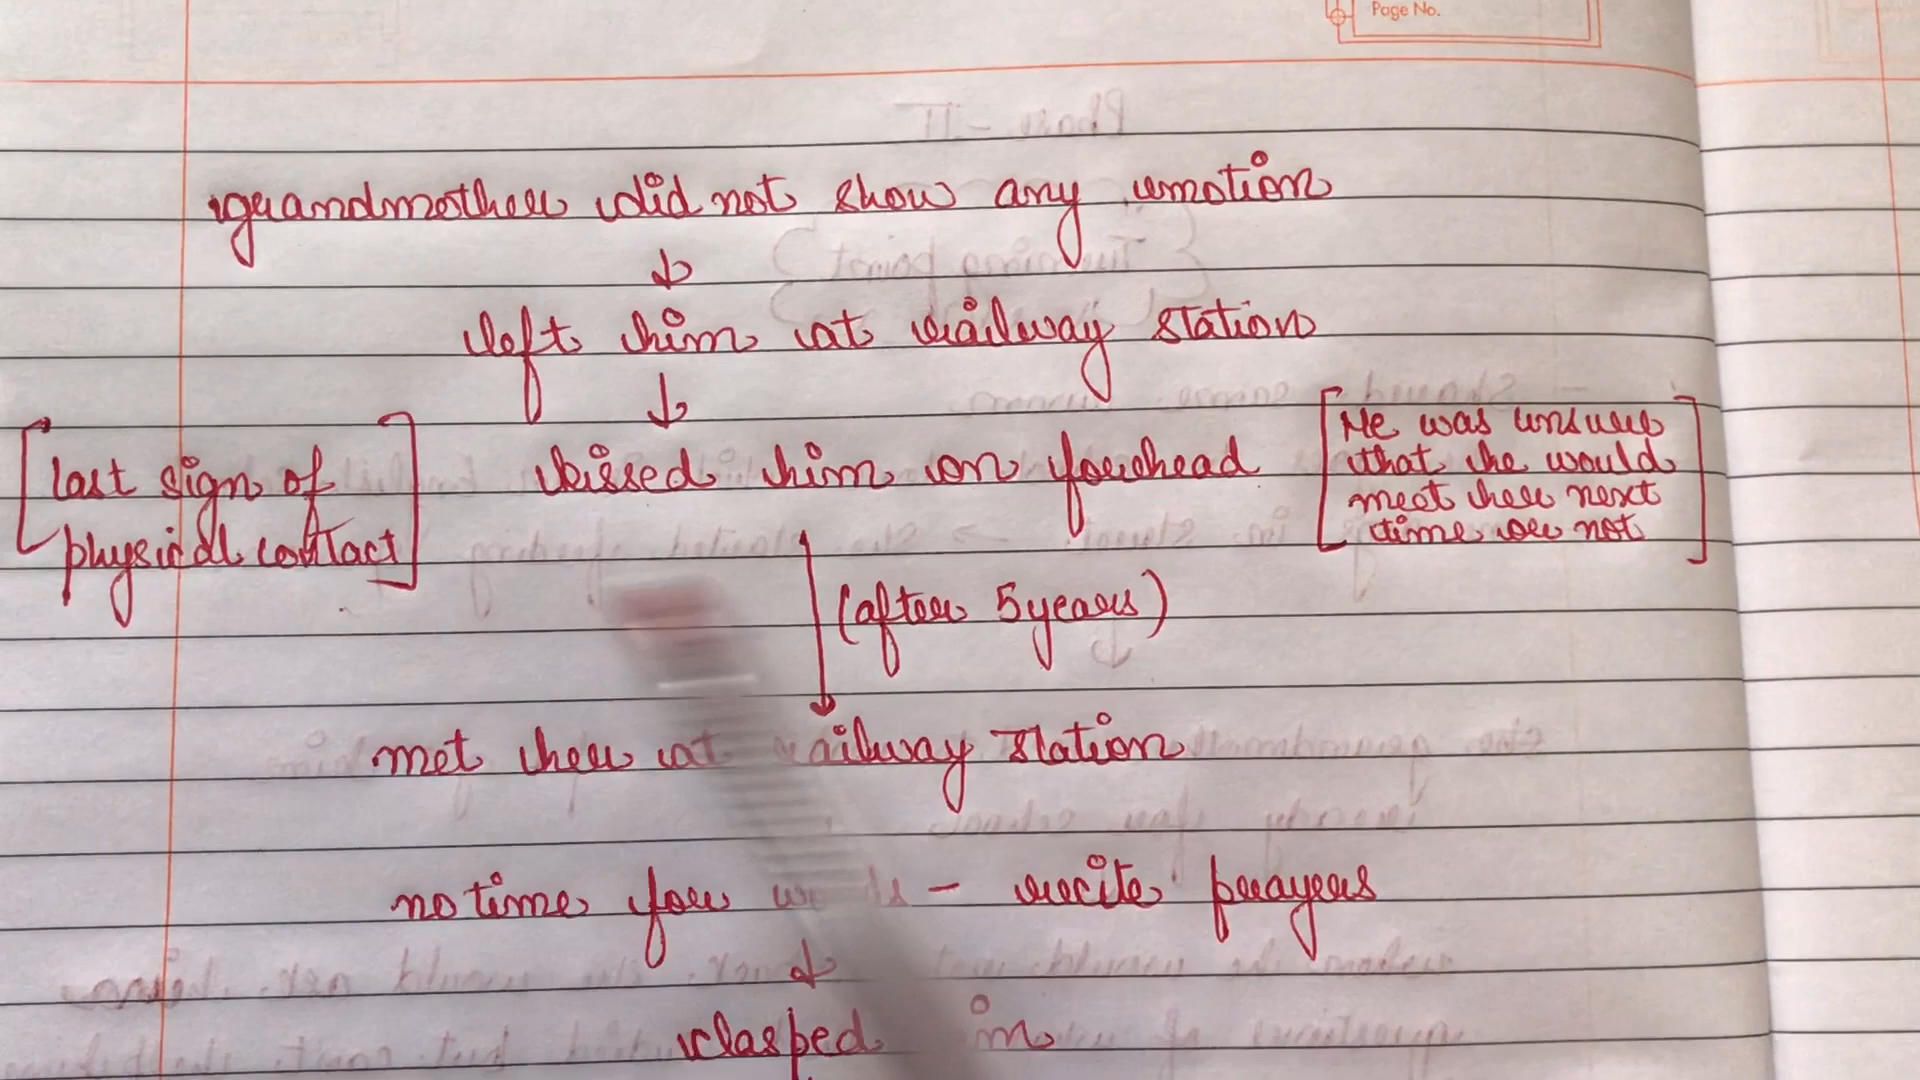 Page No.
grandmother did not show any emotion
↓
left him at railway station
↓
[last sign of
physical contact]
kissed him on forehead
[He was unsure
that he would
meet her next
time or not]
(after 5 years)
met her at railway station
no time for - recite prayers
↓
clasped